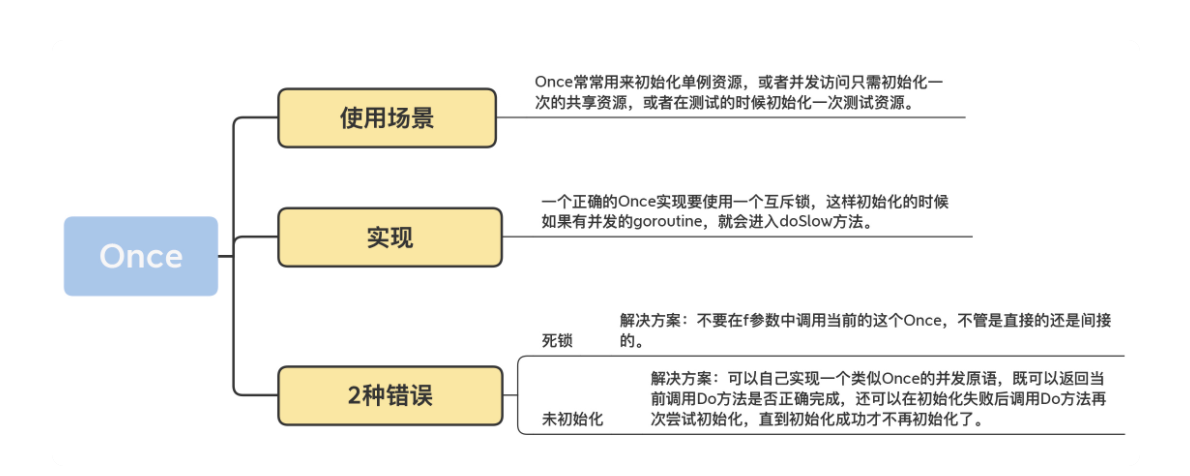 Once常常用来初始化单例资源，或者并发访问只需初始化一
次的共享资源，或者在测试的时候初始化一次测试资源。
使用场景
一个正确的Once实现要使用一个互斥锁，这样初始化的时候
如果有并发的goroutine，就会进入doSlow方法。
实现
Once
解决方案：不要在f参数中调用当前的这个Once，不管是直接的还是间接
的。
死锁
2种错误
解决方案：可以自己实现一个类似Once的并发原语，既可以返回当
前调用Do方法是否正确完成，还可以在初始化失败后调用Do方法再
次尝试初始化，直到初始化成功才不再初始化了。
未初始化